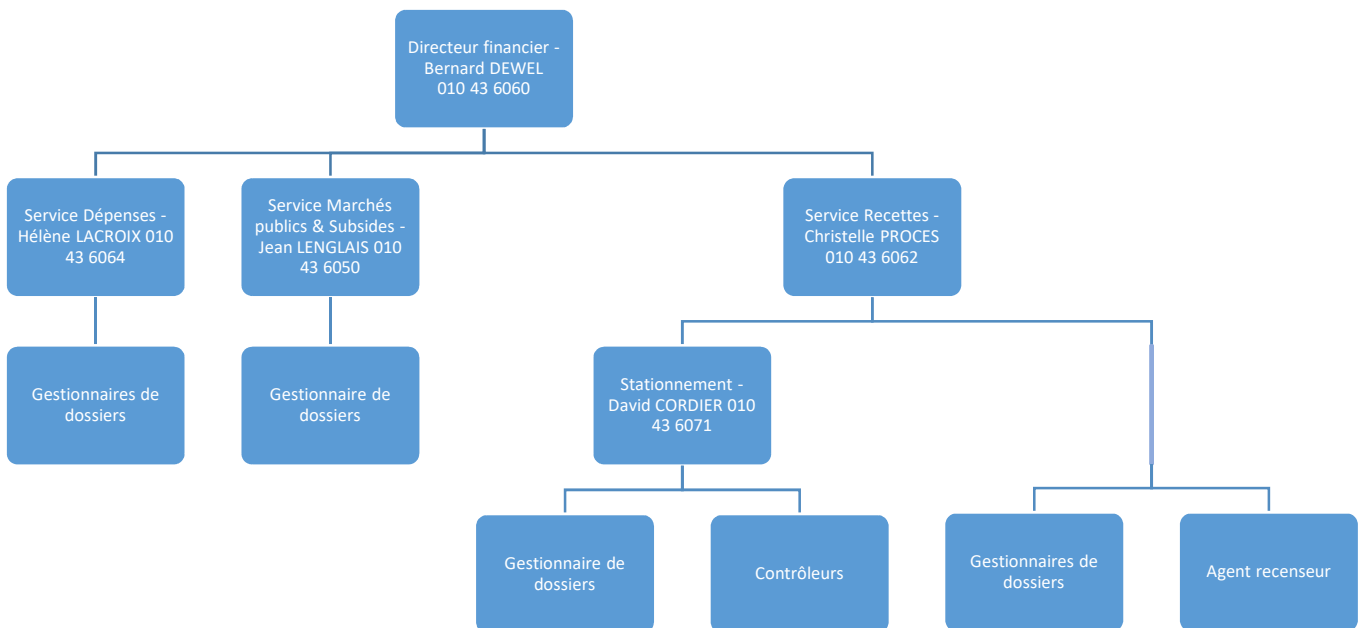 Directeur financier -
Bernard DEWEL
010 43 6060
Service Dépenses -
Hélène LACROIX 010
43 6064
Service Marchés
publics & Subsides -
Jean LENGLAIS 010
43 6050
Service Recettes -
Christelle PROCES
010 43 6062
Gestionnaires de
dossiers
Gestionnaire de
dossiers
Stationnement -
David CORDIER 010
43 6071
Gestionnaire de
dossiers
Contrôleurs
Gestionnaires de
dossiers
Agent recenseur